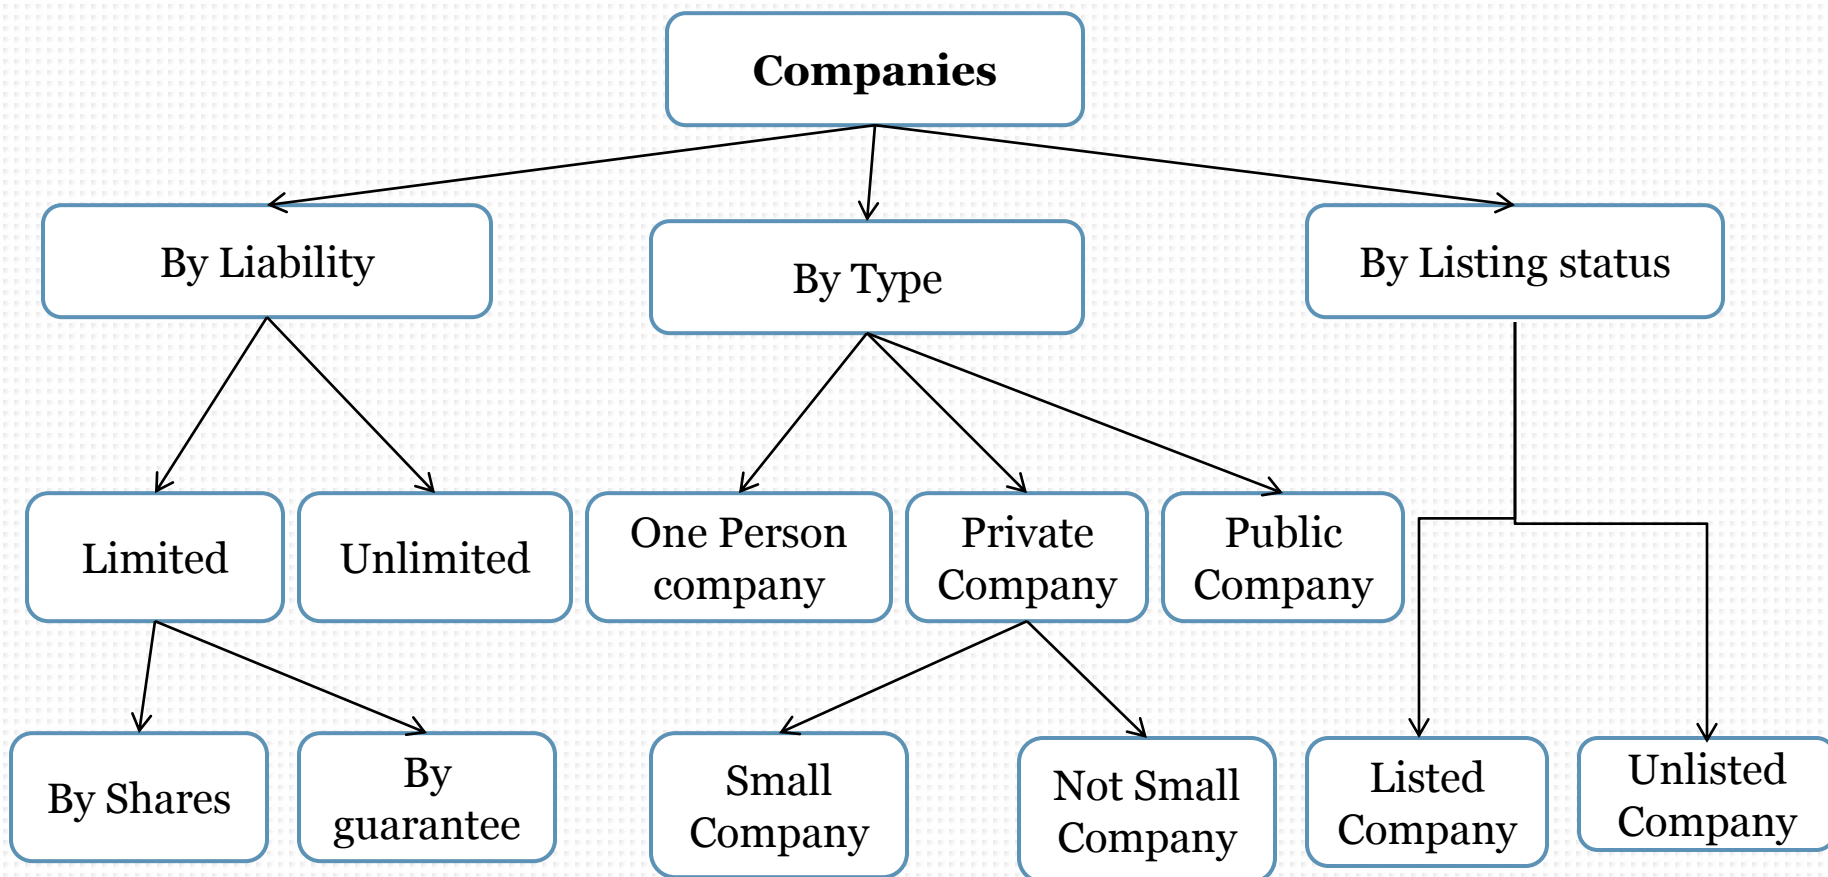 Companies
By Liability
By Type
By Listing status
Limited
Unlimited
One Person
company
Private
Company
Public
Company
By Shares
By
guarantee
Small
Company
Not Small
Company
Listed
Company
Unlisted
Company